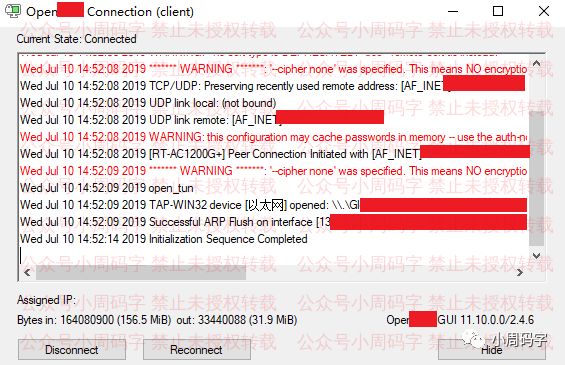 Open Connection (client)
Current State: Connected
Wed Jul 10 14:52:08 2019 ******* WARNING *******: '--cipher none' was specified. This means NO encryptio
Wed Jul 10 14:52:08 2019 TCP/UDP: Preserving recently used remote address: [AF_INET]
Wed Jul 10 14:52:08 2019 UDP link local: (not bound)
Wed Jul 10 14:52:08 2019 UDP link remote: [AF_INET]
Wed Jul 10 14:52:08 2019 WARNING: this configuration may cache passwords in memory -- use the auth-n
Wed Jul 10 14:52:08 2019 [RT-AC1200G+] Peer Connection Initiated with [AF_INET]
Wed Jul 10 14:52:09 2019 ******* WARNING *******: '--cipher none' was specified. This means NO encryptio
Wed Jul 10 14:52:09 2019 open_tun
Wed Jul 10 14:52:09 2019 TAP-WIN32 device [以太网] opened: \\.\Gl
Wed Jul 10 14:52:09 2019 Successful ARP Flush on interface [13
Wed Jul 10 14:52:14 2019 Initialization Sequence Completed
Assigned IP:
Bytes in: 164080900 (156.5 MiB) out: 33440088 (31.9 MiB)
Open GUI 11.10.0.0/2.4.6
Disconnect
Reconnect
Hide
小周码字
公众号小周码字 禁止未授权转载